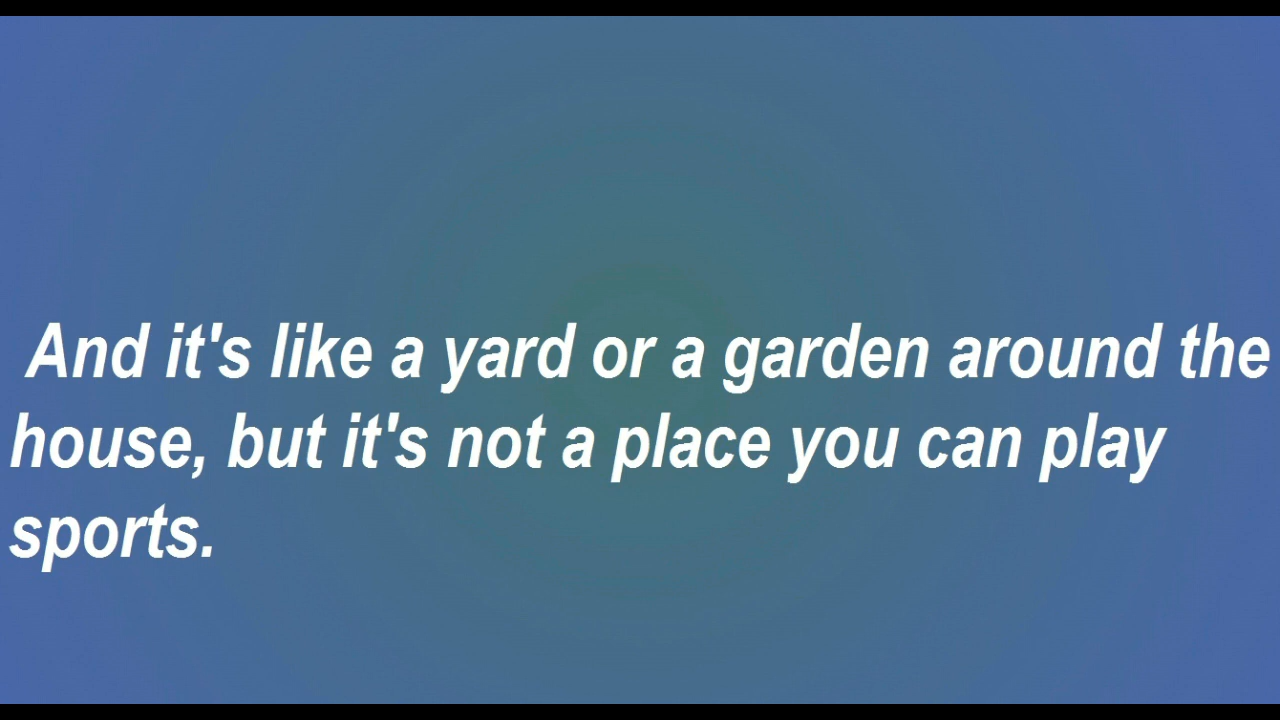 And it's like a yard or a garden around the
house, but it's not a place you can play
sports.